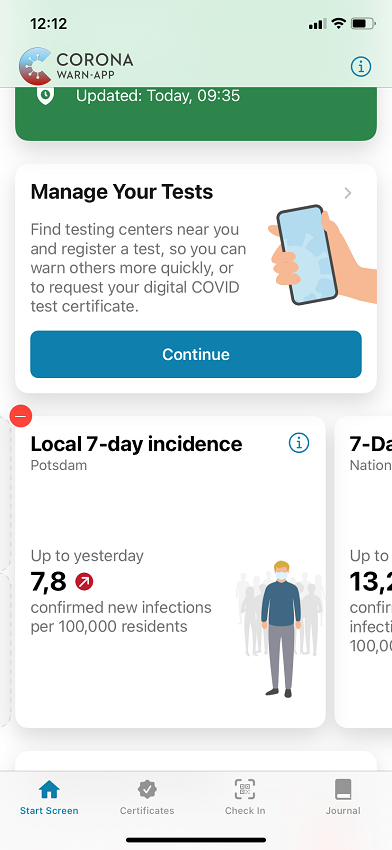 12:12
CORONA
WARN-APP
Updated: Today, 09:35
Manage Your Tests
Find testing centers near you
and register a test, so you can
warn others more quickly, or
to request your digital COVID
test certificate.
Continue
Local 7-day incidence
Potsdam
Up to yesterday
7,8
confirmed new infections
per 100,000 residents
7-Da
Nation
Up to
13,2
confir
infecti
100,0
Start Screen
Certificates
Check In
Journal